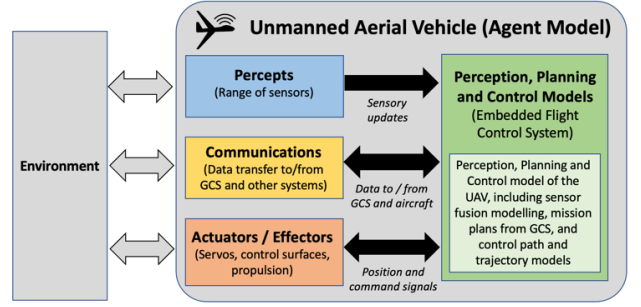 Unmanned Aerial Vehicle (Agent Model)
Environment
Percepts
(Range of sensors)
Sensory
updates
Communications
(Data transfer to/from
GCS and other systems)
Data to / from
GCS and aircraft
Actuators / Effectors
(Servos, control surfaces,
propulsion)
Position and
command signals
Perception, Planning
and Control Models
(Embedded Flight
Control System)
Perception, Planning and
Control model of the
UAV, including sensor
fusion modelling, mission
plans from GCS, and
control path and
trajectory models